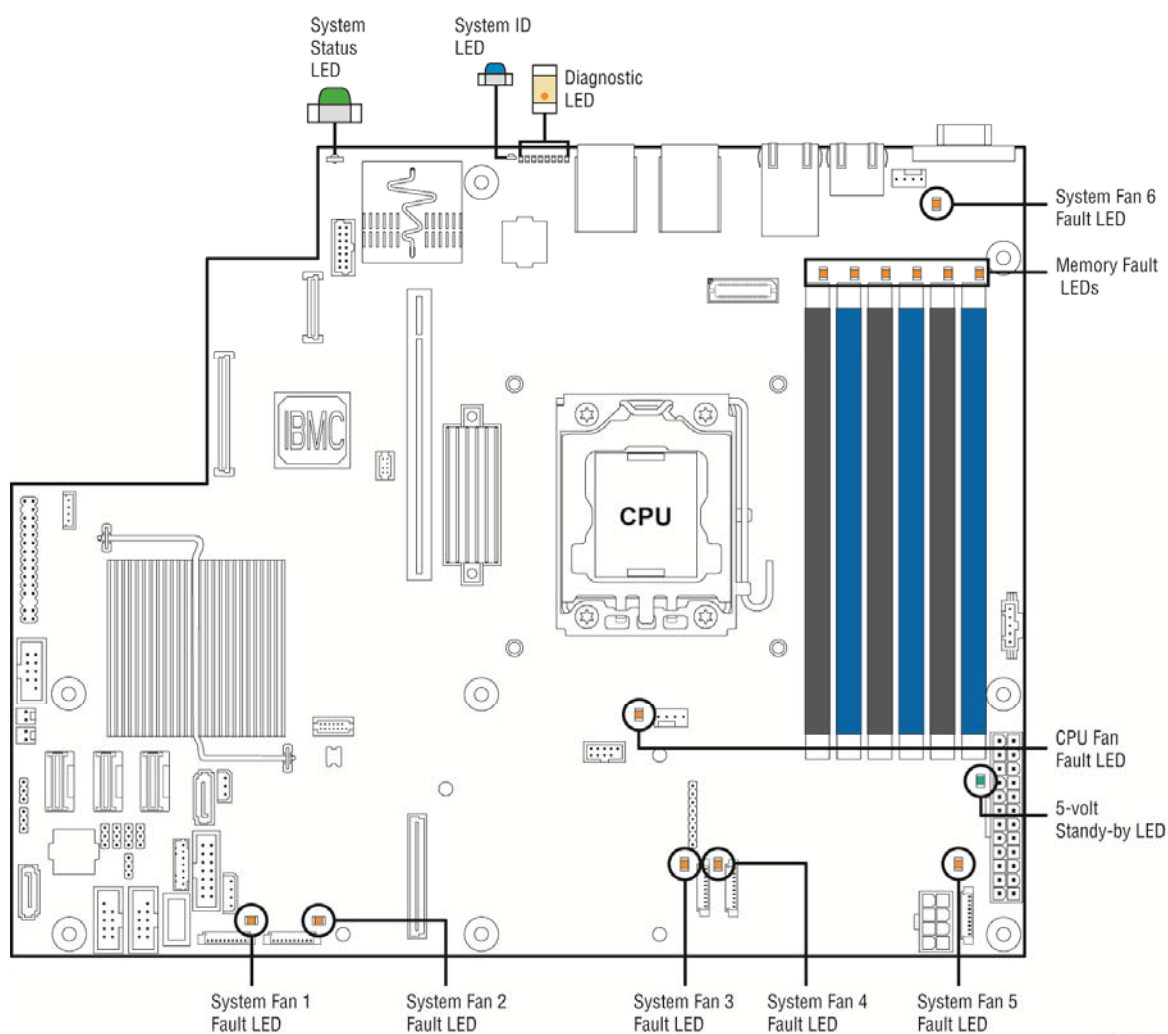 System
Status
LED
System ID
LED
Diagnostic
LED
System Fan 6
Fault LED
Memory Fault
LEDs
IBMC
CPU
CPU Fan
Fault LED
5-volt
Standy-by LED
System Fan 1
Fault LED
System Fan 2
Fault LED
System Fan 3
Fault LED
System Fan 4
Fault LED
System Fan 5
Fault LED